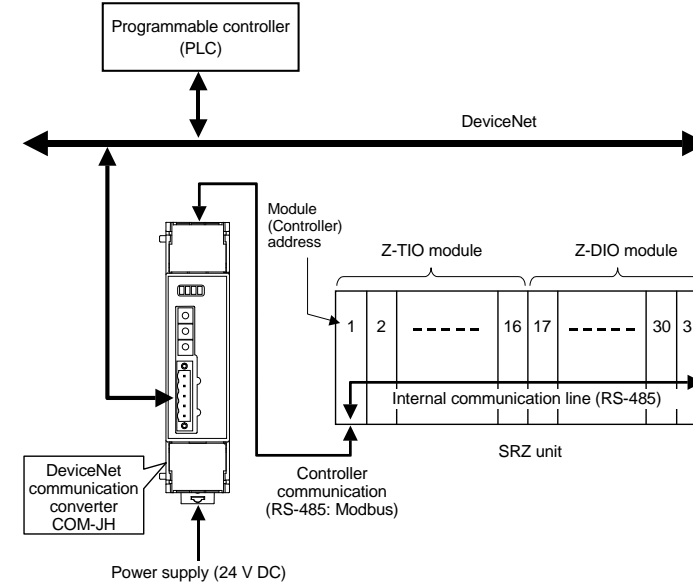 Programmable controller
(PLC)
DeviceNet
Module
(Controller)
address
Z-TIO module
Z-DIO module
1 2 16 17 30 3
Internal communication line (RS-485)
SRZ unit
Controller
communication
(RS-485: Modbus)
DeviceNet
communication
converter
COM-JH
Power supply (24 V DC)